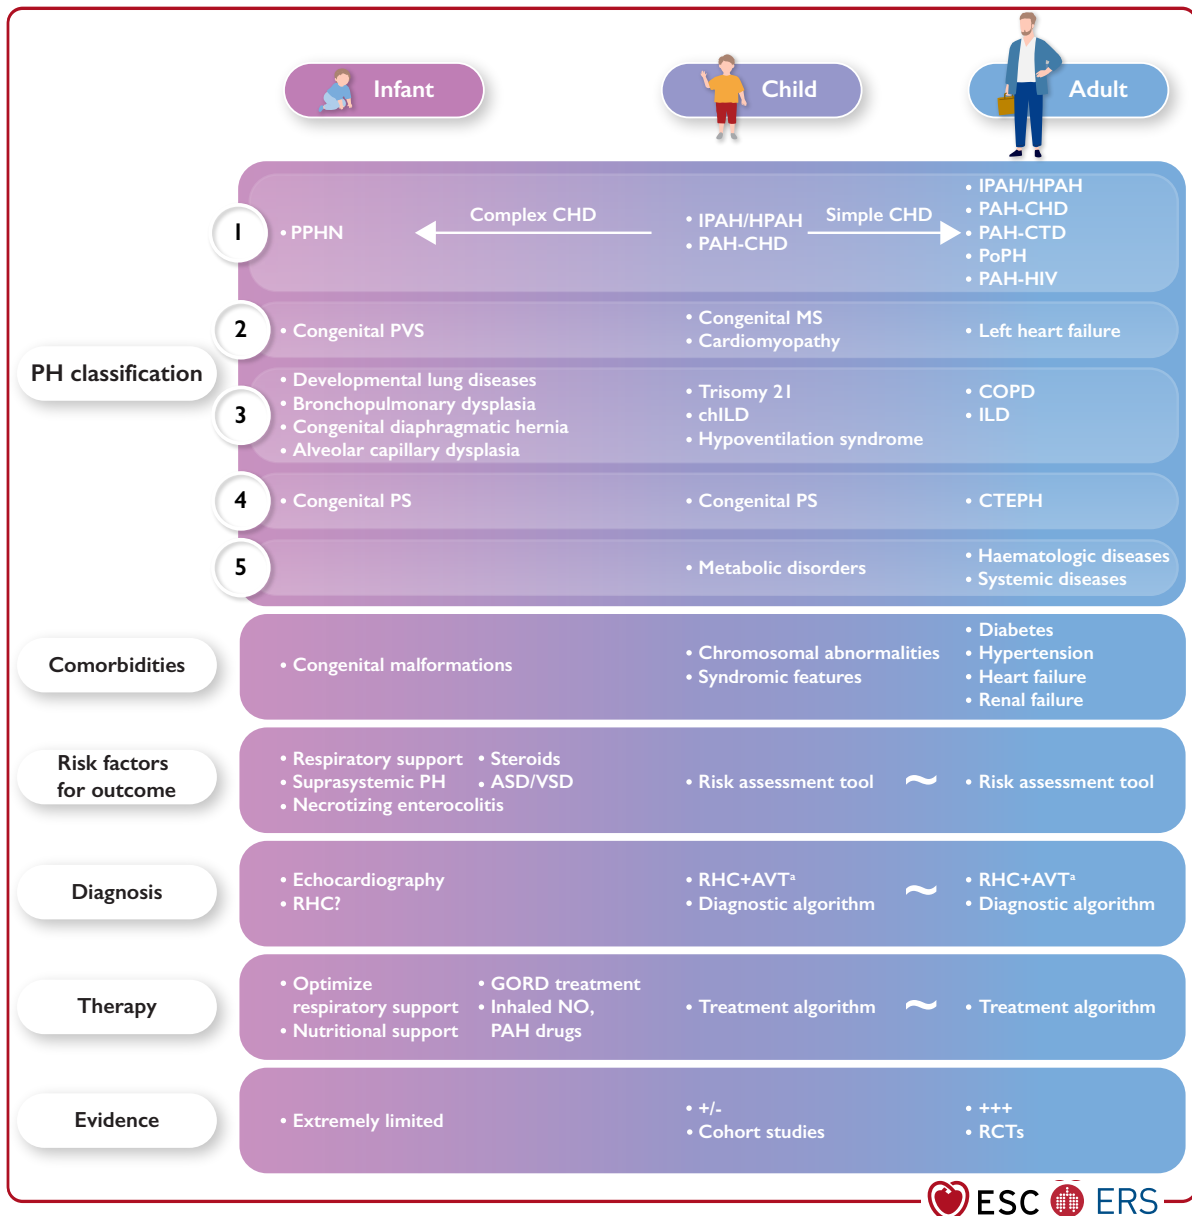 Infant
Child
Adult
PH classification
1
• PPHN
Complex CHD
• IPAH/HPAH
• PAH-CHD
Simple CHD
• IPAH/HPAH
• PAH-CHD
• PAH-CTD
• PoPH
• PAH-HIV
2
• Congenital PVS
• Congenital MS
• Cardiomyopathy
• Left heart failure
3
• Developmental lung diseases
• Bronchopulmonary dysplasia
• Congenital diaphragmatic hernia
• Alveolar capillary dysplasia
• Trisomy 21
• chILD
• Hypoventilation syndrome
• COPD
• ILD
4
• Congenital PS
• Congenital PS
• CTEPH
5
• Metabolic disorders
• Haematologic diseases
• Systemic diseases
Comorbidities
• Congenital malformations
• Chromosomal abnormalities
• Syndromic features
• Diabetes
• Hypertension
• Heart failure
• Renal failure
Risk factors
for outcome
• Respiratory support
• Suprasystemic PH
• Necrotizing enterocolitis
• Steroids
• ASD/VSD
• Risk assessment tool
~
• Risk assessment tool
Diagnosis
• Echocardiography
• RHC?
• RHC+AVTᵃ
• Diagnostic algorithm
~
• RHC+AVTᵃ
• Diagnostic algorithm
Therapy
• Optimize
respiratory support
• Nutritional support
• GORD treatment
• Inhaled NO,
PAH drugs
• Treatment algorithm
~
• Treatment algorithm
Evidence
• Extremely limited
• +/-
• Cohort studies
• +++
• RCTs
ESC ERS